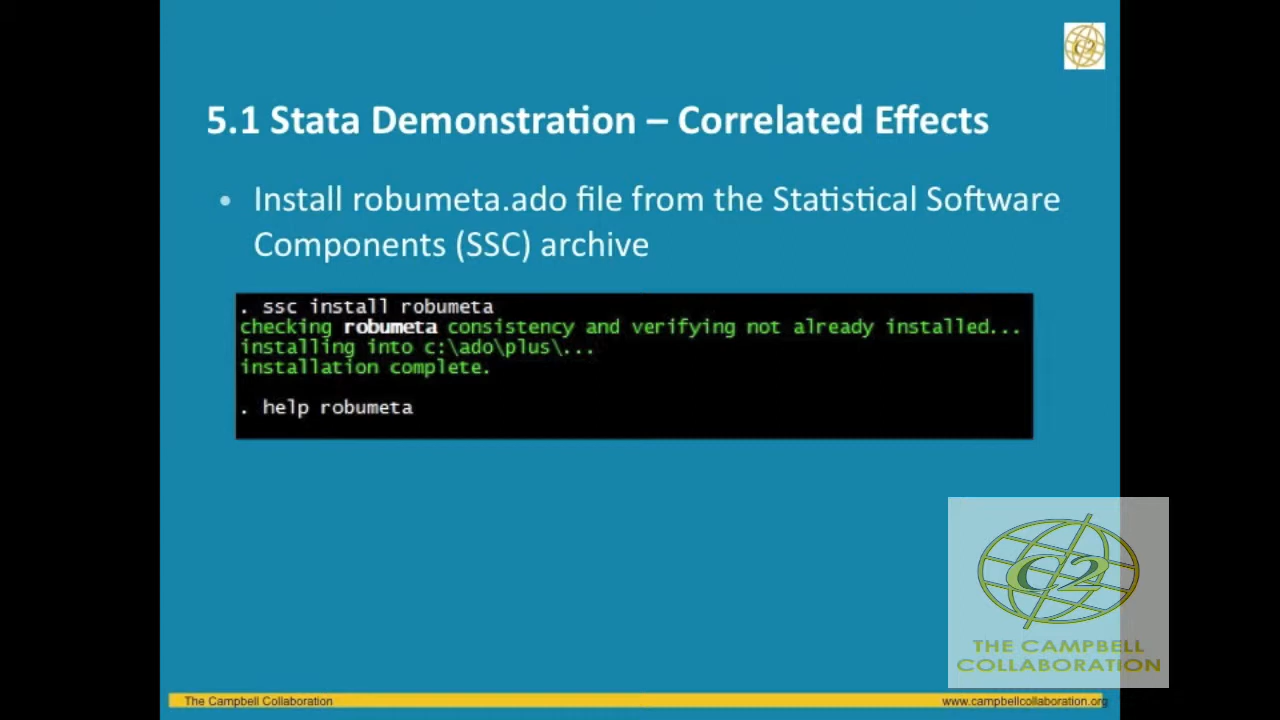 C2
5.1 Stata Demonstration – Correlated Effects
• Install robumeta.ado file from the Statistical Software
Components (SSC) archive
. ssc install robumeta
checking robumeta consistency and verifying not already installed...
installing into c:\ado\plus\...
installation complete.
. help robumeta
C2
THE CAMPBELL
COLLABORATION
The Campbell Collaboration
www.campbellcollaboration.org